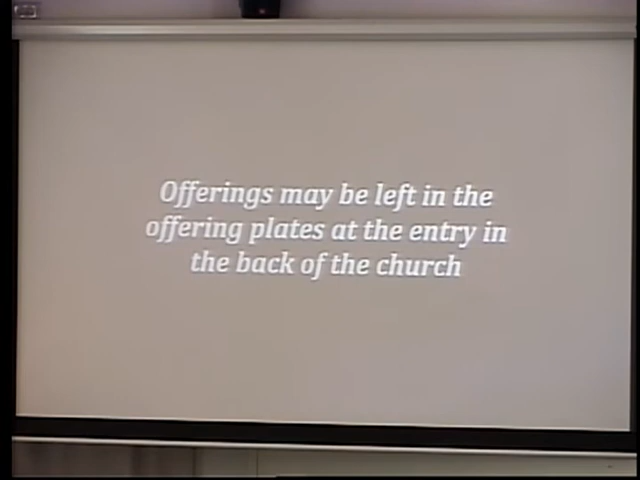 Offerings may be left in the
offering plates at the entry in
the back of the church